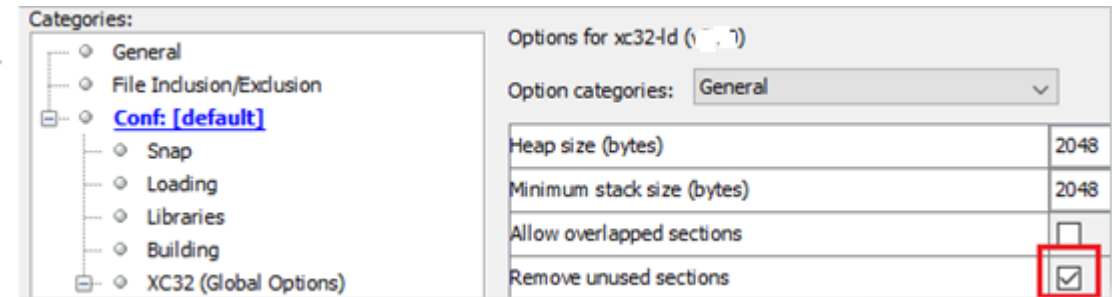 Categories:
General
File Inclusion/Exclusion
Conf: [default]
Snap
Loading
Libraries
Building
XC32 (Global Options)
Options for xc32-ld (
Option categories: General
Heap size (bytes) 2048
Minimum stack size (bytes) 2048
Allow overlapped sections
Remove unused sections